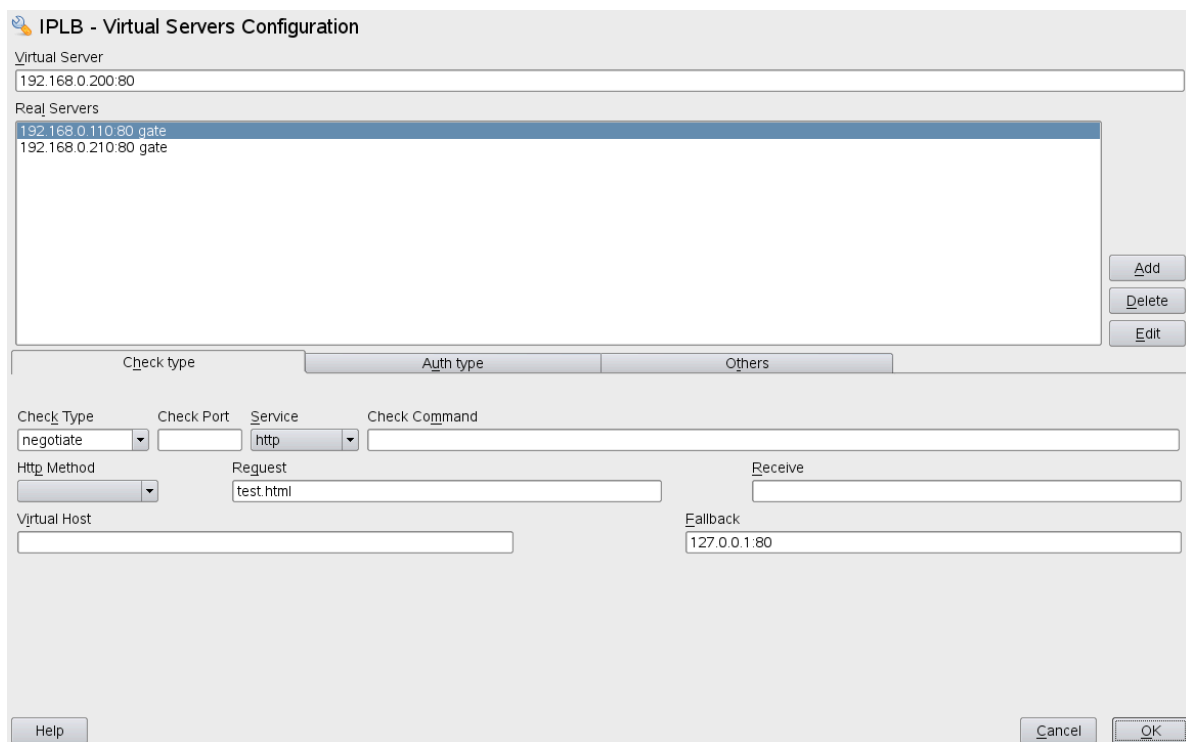 IPLB - Virtual Servers Configuration
Virtual Server
192.168.0.200:80
Real Servers
192.168.0.110:80 gate
192.168.0.210:80 gate
Add
Delete
Edit
Check type Auth type Others
Check Type Check Port Service Check Command
negotiate http
Http Method Request Receive
test.html
Virtual Host Fallback
127.0.0.1:80
Help Cancel OK